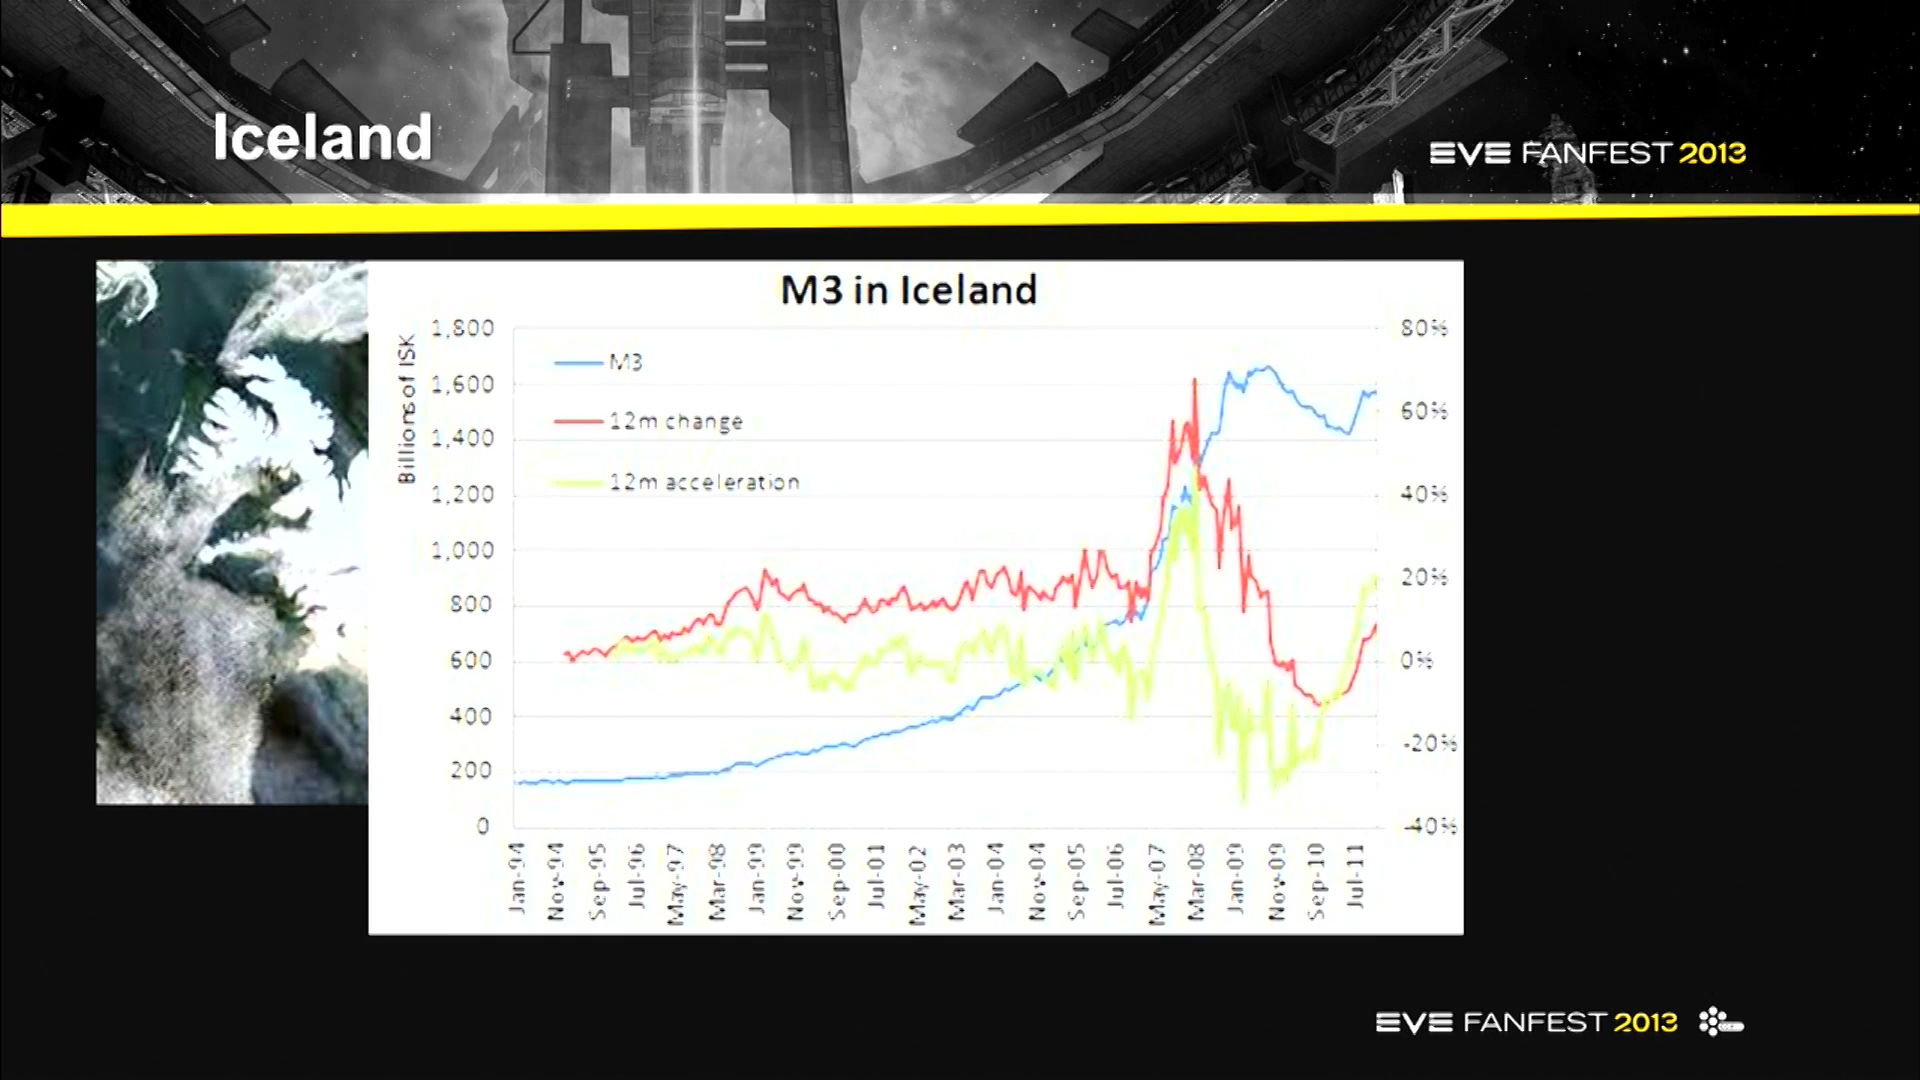 Iceland
EVE FANFEST 2013
M3 in Iceland
Billions of ISK
1,800
1,600
1,400
1,200
1,000
800
600
400
200
0
M3
12m change
12m acceleration
80%
60%
40%
20%
0%
-20%
-40%
Jan-94
Nov-94
Sep-95
Jul-96
May-97
Mar-98
Jan-99
Nov-99
Sep-00
Jul-01
May-02
Mar-03
Jan-04
Nov-04
Sep-05
Jul-06
May-07
Mar-08
Jan-09
Nov-09
Sep-10
Jul-11
EVE FANFEST 2013